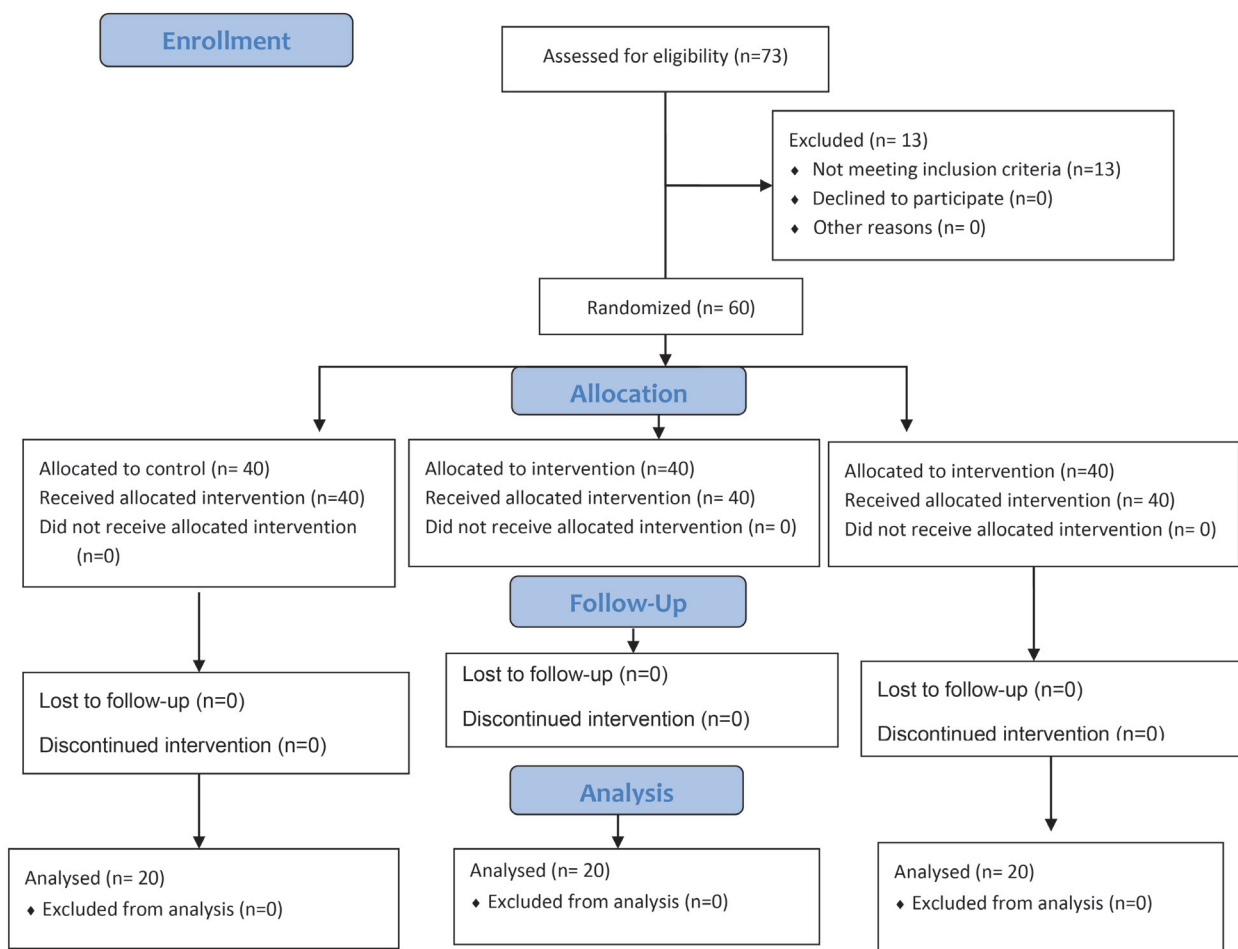 Enrollment
Assessed for eligibility (n=73)
Excluded (n= 13)
♦ Not meeting inclusion criteria (n=13)
♦ Declined to participate (n=0)
♦ Other reasons (n= 0)
Randomized (n= 60)
Allocation
Allocated to control (n= 40)
Received allocated intervention (n=40)
Did not receive allocated intervention
(n=0)
Allocated to intervention (n=40)
Received allocated intervention (n= 40)
Did not receive allocated intervention (n= 0)
Allocated to intervention (n=40)
Received allocated intervention (n= 40)
Did not receive allocated intervention (n= 0)
Follow-Up
Lost to follow-up (n=0)
Discontinued intervention (n=0)
Lost to follow-up (n=0)
Discontinued intervention (n=0)
Lost to follow-up (n=0)
Discontinued intervention (n=0)
Analysis
Analysed (n= 20)
♦ Excluded from analysis (n=0)
Analysed (n= 20)
♦ Excluded from analysis (n=0)
Analysed (n= 20)
♦ Excluded from analysis (n=0)